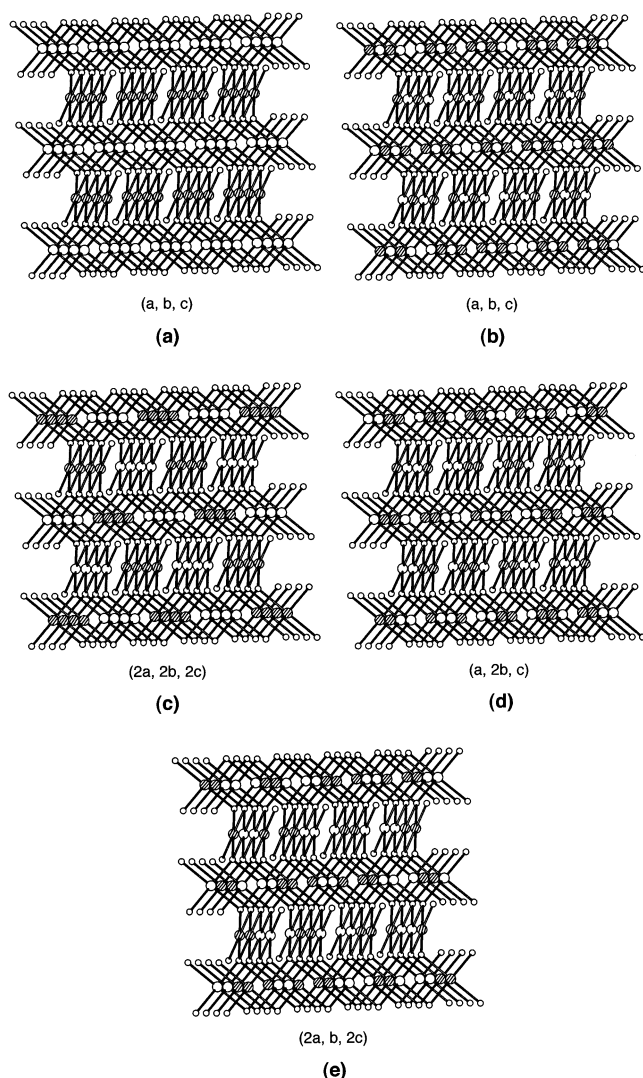 (a, b, c)
(a)
(a, b, c)
(b)
(2a, 2b, 2c)
(c)
(a, 2b, c)
(d)
(2a, b, 2c)
(e)